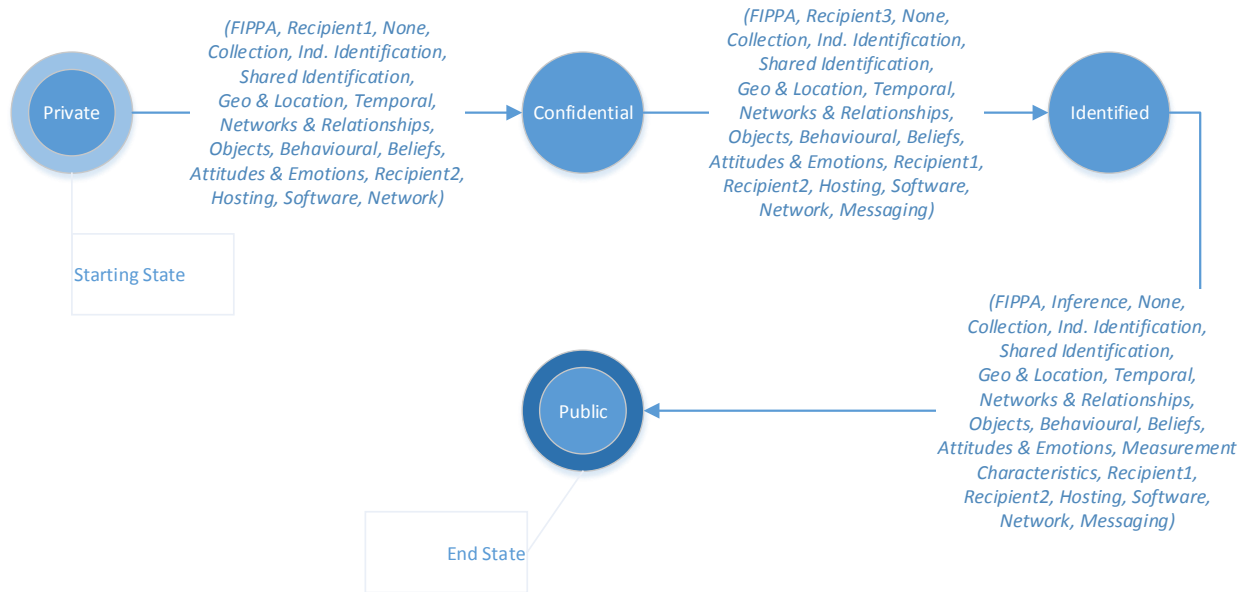 Private
(FIPPA, Recipient1, None,
Collection, Ind. Identification,
Shared Identification,
Geo & Location, Temporal,
Networks & Relationships,
Objects, Behavioural, Beliefs,
Attitudes & Emotions, Recipient2,
Hosting, Software, Network)
Confidential
(FIPPA, Recipient3, None,
Collection, Ind. Identification,
Shared Identification,
Geo & Location, Temporal,
Networks & Relationships,
Objects, Behavioural, Beliefs,
Attitudes & Emotions, Recipient1,
Recipient2, Hosting, Software,
Network, Messaging)
Identified
Starting State
(FIPPA, Inference, None,
Collection, Ind. Identification,
Shared Identification,
Geo & Location, Temporal,
Networks & Relationships,
Objects, Behavioural, Beliefs,
Attitudes & Emotions, Measurement
Characteristics, Recipient1,
Recipient2, Hosting, Software,
Network, Messaging)
Public
End State